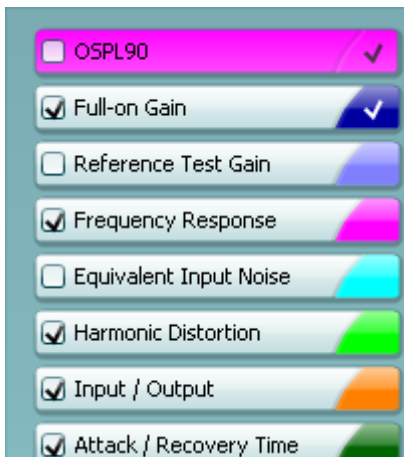 OSPL90
Full-on Gain
Reference Test Gain
Frequency Response
Equivalent Input Noise
Harmonic Distortion
Input / Output
Attack / Recovery Time